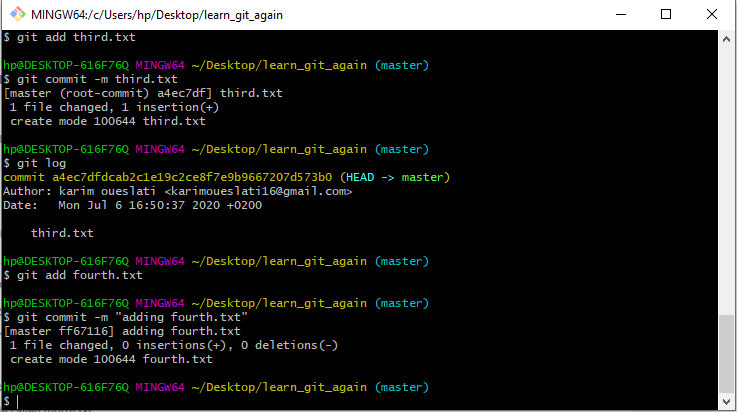 MINGW64:/c/Users/hp/Desktop/learn_git_again
$ git add third.txt
hp@DESKTOP-616F76Q MINGW64 ~/Desktop/learn_git_again (master)
$ git commit -m third.txt
[master (root-commit) a4ec7df] third.txt
 1 file changed, 1 insertion(+)
 create mode 100644 third.txt
hp@DESKTOP-616F76Q MINGW64 ~/Desktop/learn_git_again (master)
$ git log
commit a4ec7dfdcab2c1e19c2ce8f7e9b9667207d573b0 (HEAD -> master)
Author: karim oueslati <karimoueslati16@gmail.com>
Date:   Mon Jul 6 16:50:37 2020 +0200
    third.txt
hp@DESKTOP-616F76Q MINGW64 ~/Desktop/learn_git_again (master)
$ git add fourth.txt
hp@DESKTOP-616F76Q MINGW64 ~/Desktop/learn_git_again (master)
$ git commit -m "adding fourth.txt"
[master ff67116] adding fourth.txt
 1 file changed, 0 insertions(+), 0 deletions(-)
 create mode 100644 fourth.txt
hp@DESKTOP-616F76Q MINGW64 ~/Desktop/learn_git_again (master)
$